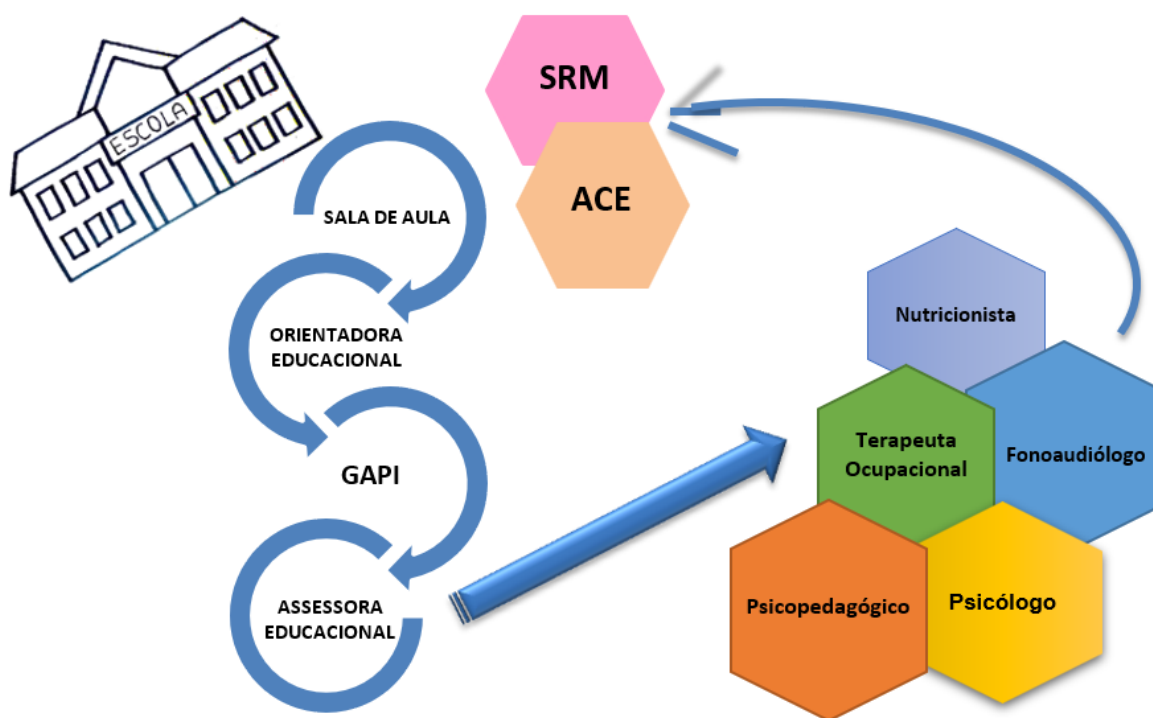 ESCOLA
SALA DE AULA
ORIENTADORA
EDUCACIONAL
GAPI
ASSESSORA
EDUCACIONAL
SRM
ACE
Nutricionista
Terapeuta
Ocupacional
Fonoaudiólogo
Psicopedagógico
Psicólogo